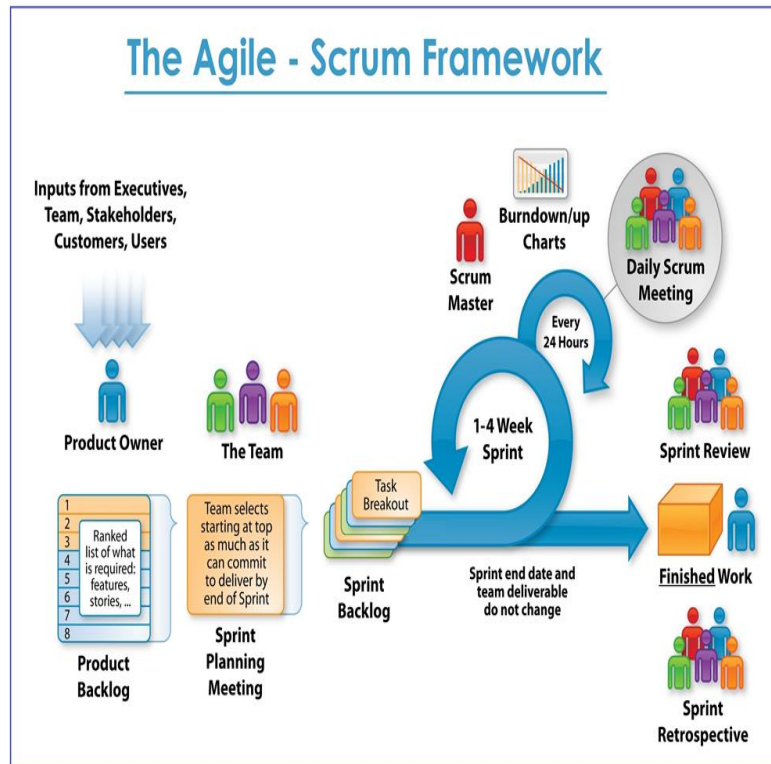 The Agile - Scrum Framework
Inputs from Executives,
Team, Stakeholders,
Customers, Users
Product Owner
The Team
Scrum
Master
Burndown/up
Charts
Daily Scrum
Meeting
Every
24 Hours
1-4 Week
Sprint
Sprint Review
1
2
3
4
5
6
7
8
Ranked
list of what
is required:
features,
stories, ...
Product
Backlog
Team selects
starting at top
as much as it
can commit
to deliver by
end of Sprint
Sprint
Planning
Meeting
Task
Breakout
Sprint
Backlog
Sprint end date and
team deliverable
do not change
Finished Work
Sprint
Retrospective